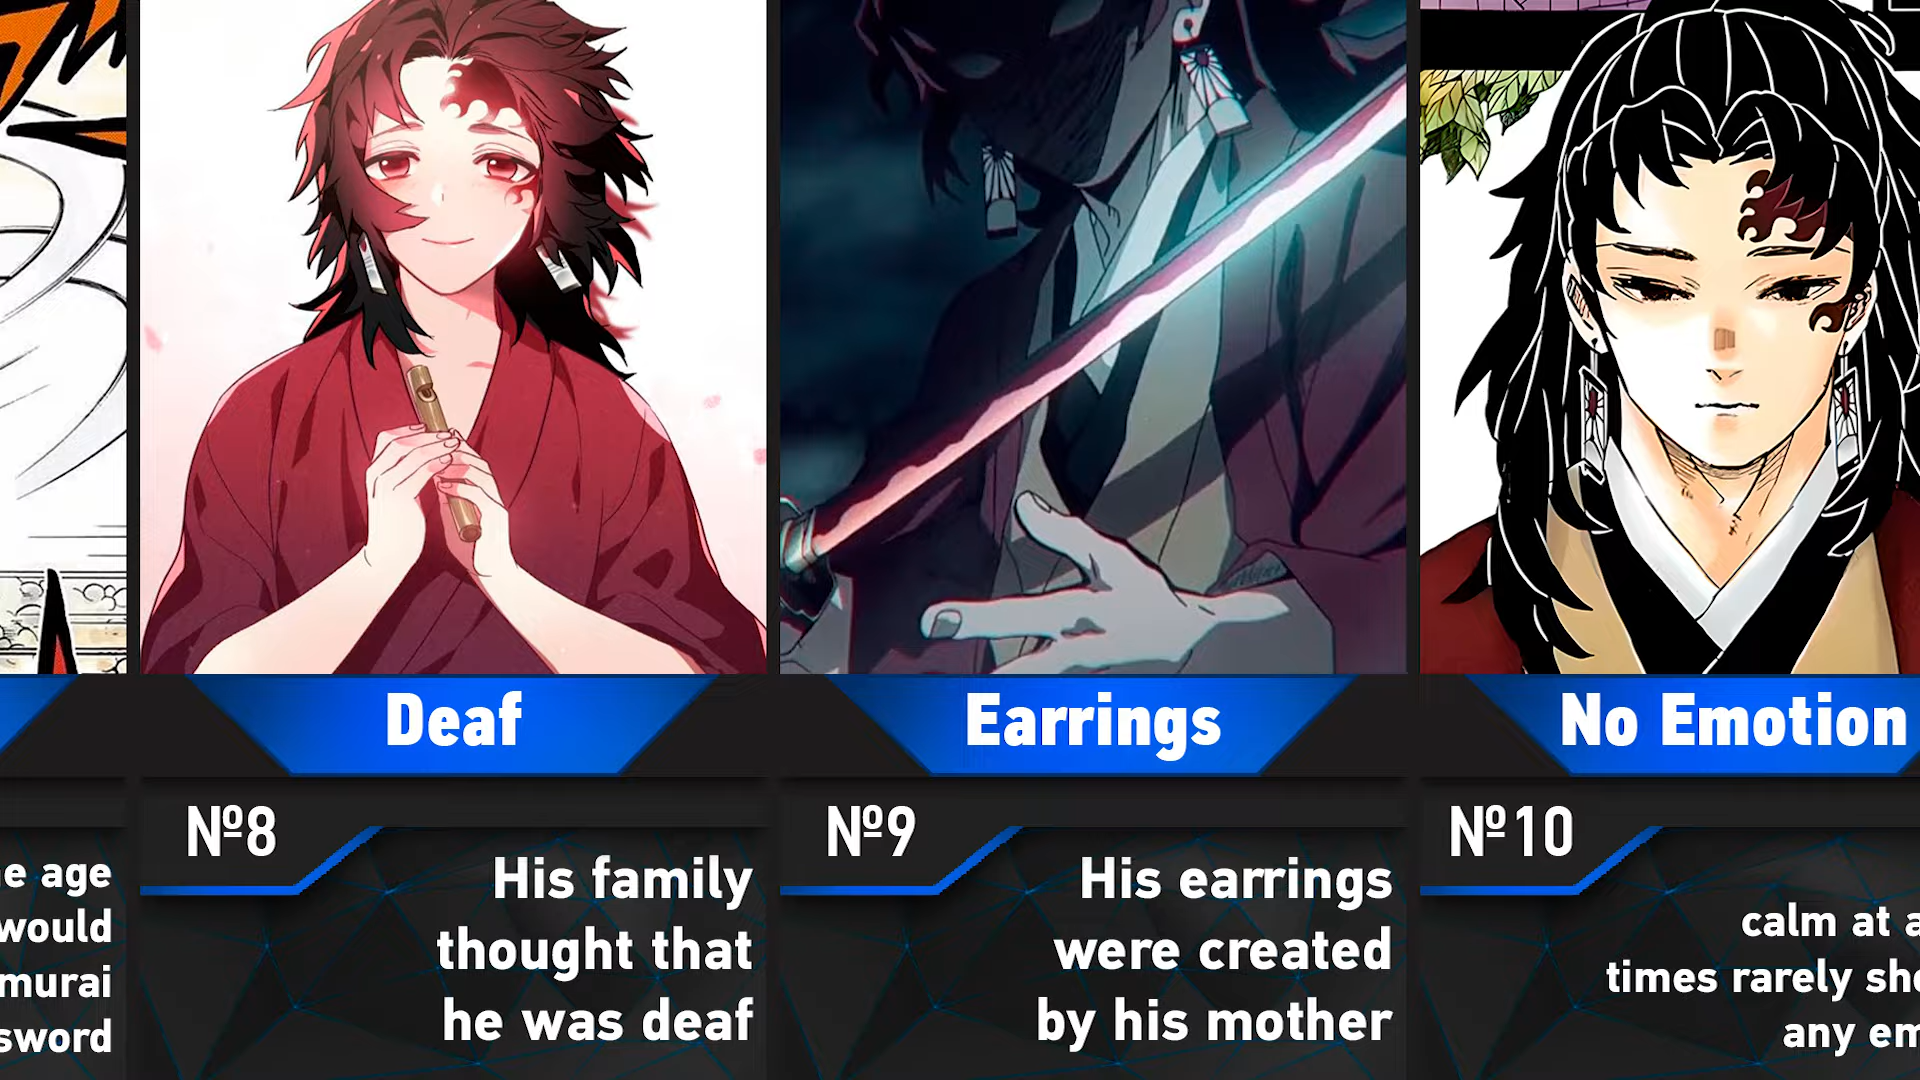 e age
would
murai
sword
Deaf
№8
His family
thought that
he was deaf
Earrings
№9
His earrings
were created
by his mother
No Emotion
№10
calm at a
times rarely sho
any em